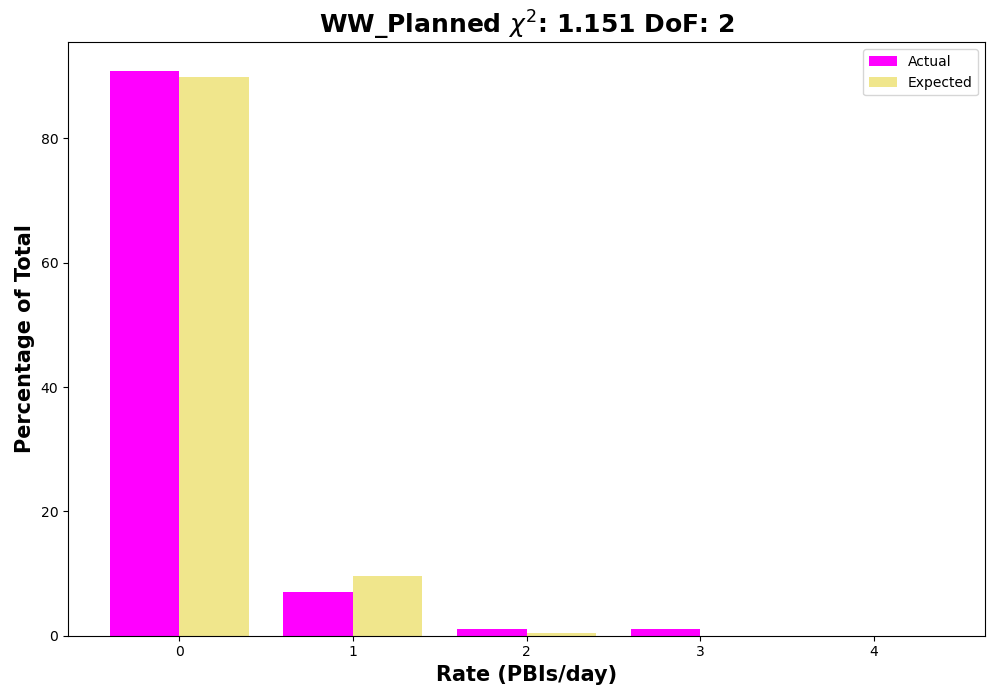 WW_Planned χ²: 1.151 DoF: 2
Actual
Expected
Percentage of Total
80
60
40
20
0
0 1 2 3 4
Rate (PBIs/day)